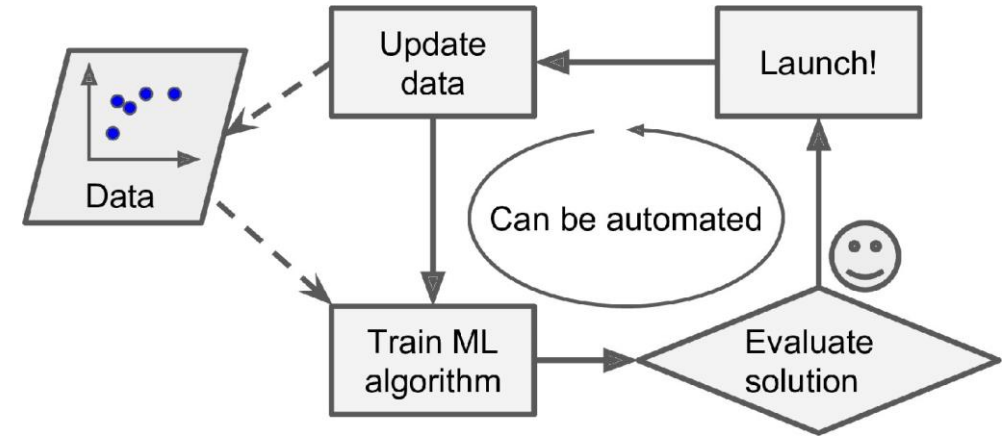 Update
data
Launch!
Data
Can be automated
Train ML
algorithm
Evaluate
solution